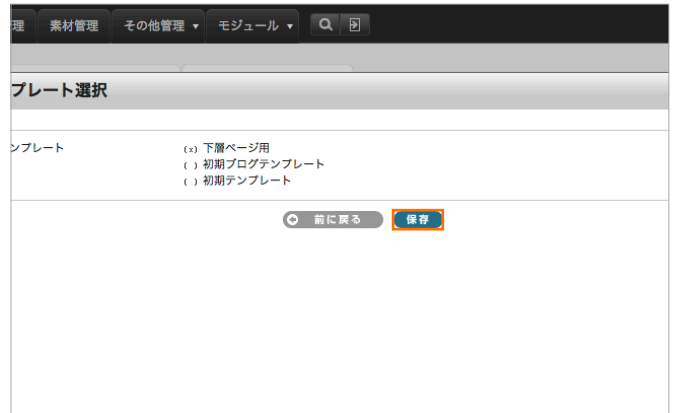 理 素材管理 その他管理 ▼ モジュール ▼
プレート選択
ンプレート (x) 下層ページ用
( ) 初期ブログテンプレート
( ) 初期テンプレート
前に戻る 保存